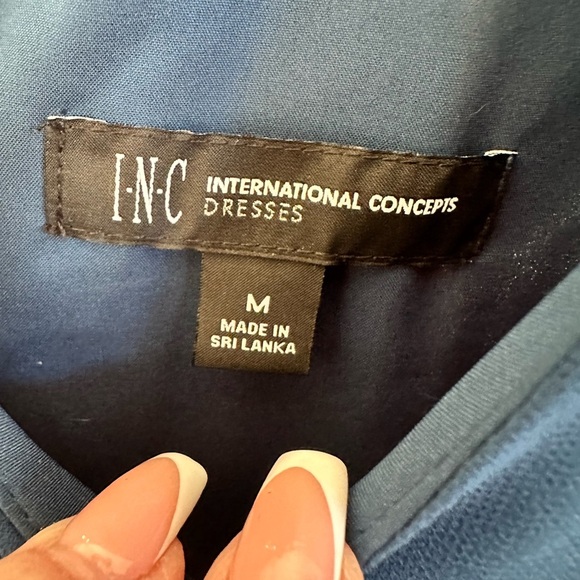 I·N·C INTERNATIONAL CONCEPTS
DRESSES
M
MADE IN
SRI LANKA